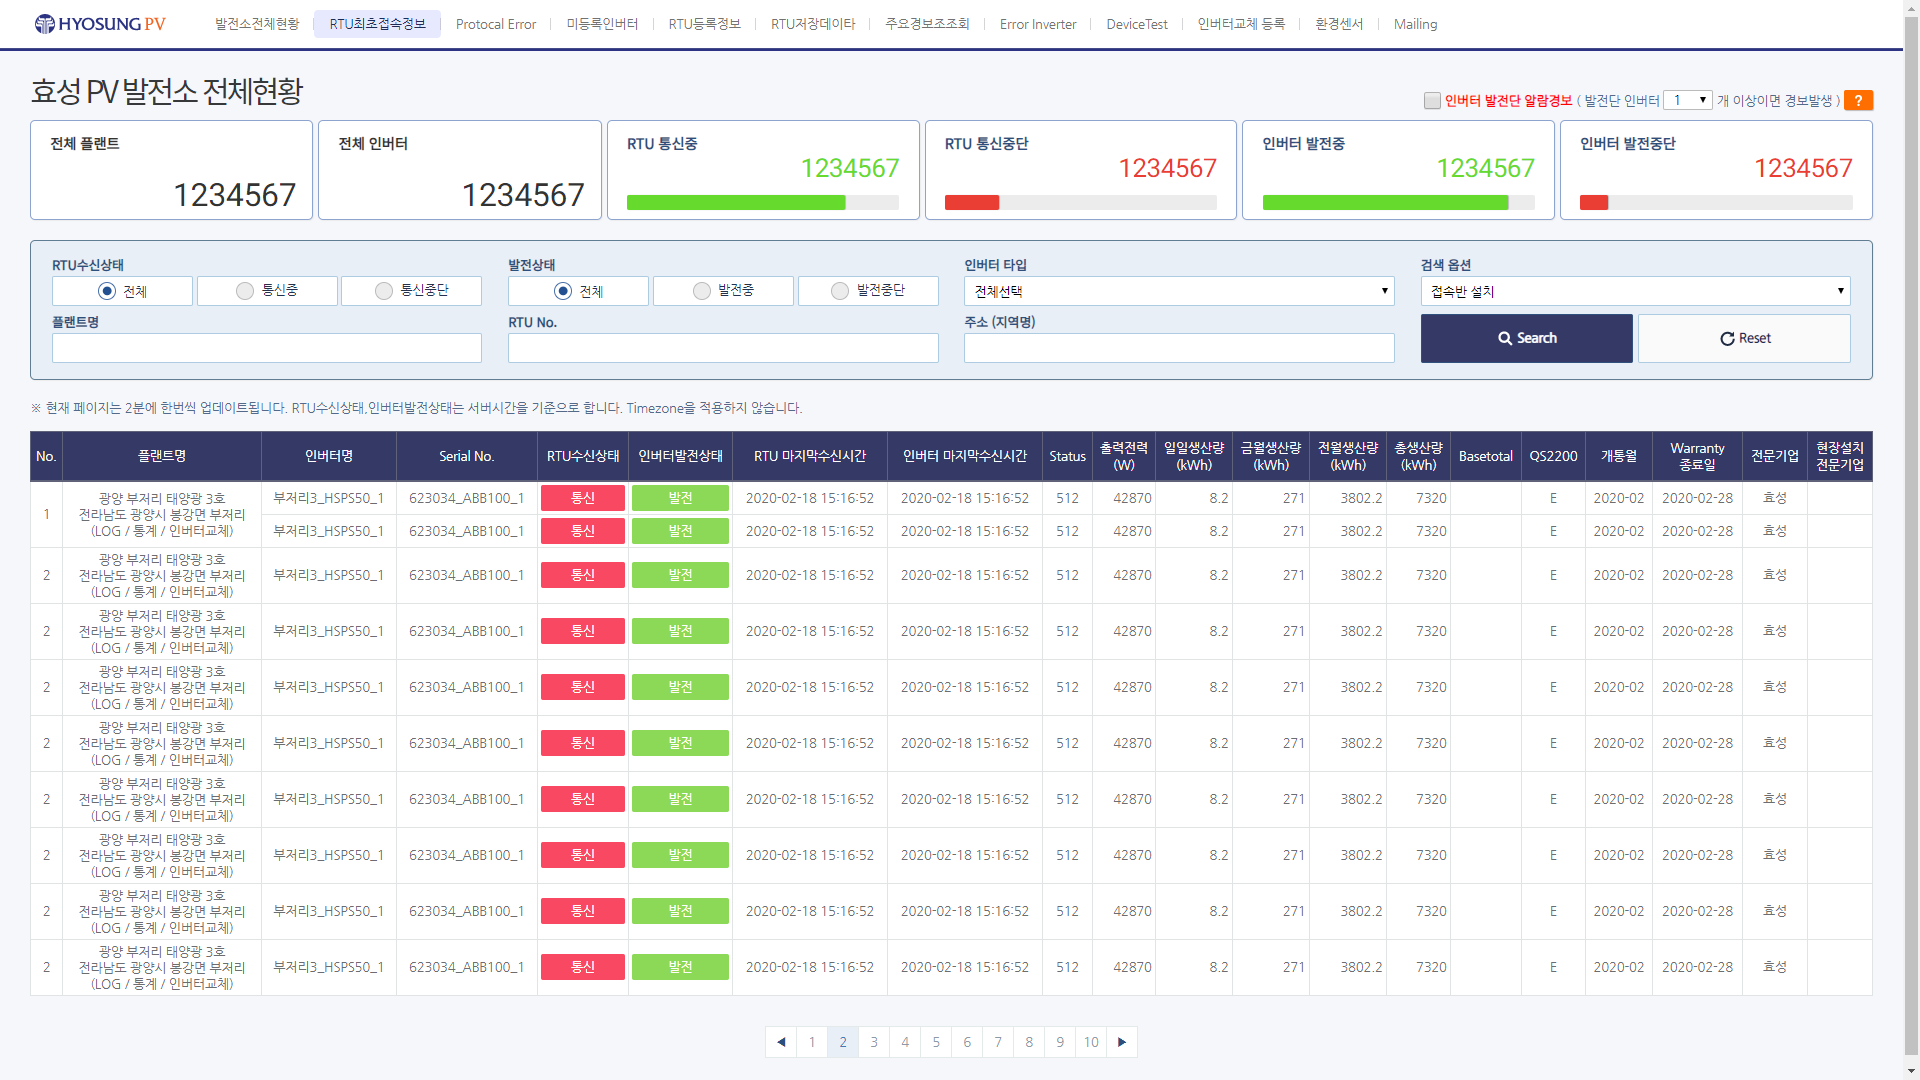 HYOSUNG PV 발전소전체현황 RTU최초접속정보 Protocal Error 미등록인버터 RTU등록정보 RTU저장데이타 주요경보조조회 Error Inverter DeviceTest 인버터교체 등록 환경센서 Mailing
효성 PV 발전소 전체현황
인버터 발전단 알람경보 ( 발전단 인버터 1 ▼ 개 이상이면 경보발생 ) ?
전체 플랜트 전체 인버터 RTU 통신중 RTU 통신중단 인버터 발전중 인버터 발전중단
1234567 1234567 1234567 1234567 1234567 1234567
RTU수신상태 발전상태 인버터 타입 검색 옵션
전체 통신중 통신중단 전체 발전중 발전중단 전체선택 ▼ 접속반 설치 ▼
플랜트명 RTU No. 주소 (지역명) Search Reset
※ 현재 페이지는 2분에 한번씩 업데이트됩니다. RTU수신상태,인버터발전상태는 서버시간을 기준으로 합니다. Timezone을 적용하지 않습니다.
No. 플랜트명 인버터명 Serial No. RTU수신상태 인버터발전상태 RTU 마지막수신시간 인버터 마지막수신시간 Status 출력전력 (W) 일일생산량 (kWh) 금월생산량 (kWh) 전월생산량 (kWh) 총생산량 (kWh) Basetotal QS2200 개통월 Warranty 종료일 전문기업 현장설치 전문기업
1 광양 부저리 태양광 3호 전라남도 광양시 봉강면 부저리 (LOG / 통계 / 인버터교체) 부저리3_HSPS50_1 623034_ABB100_1 통신 발전 2020-02-18 15:16:52 2020-02-18 15:16:52 512 42870 8.2 271 3802.2 7320 E 2020-02 2020-02-28 효성
부저리3_HSPS50_1 623034_ABB100_1 통신 발전 2020-02-18 15:16:52 2020-02-18 15:16:52 512 42870 8.2 271 3802.2 7320 E 2020-02 2020-02-28 효성
2 광양 부저리 태양광 3호 전라남도 광양시 봉강면 부저리 (LOG / 통계 / 인버터교체) 부저리3_HSPS50_1 623034_ABB100_1 통신 발전 2020-02-18 15:16:52 2020-02-18 15:16:52 512 42870 8.2 271 3802.2 7320 E 2020-02 2020-02-28 효성
2 광양 부저리 태양광 3호 전라남도 광양시 봉강면 부저리 (LOG / 통계 / 인버터교체) 부저리3_HSPS50_1 623034_ABB100_1 통신 발전 2020-02-18 15:16:52 2020-02-18 15:16:52 512 42870 8.2 271 3802.2 7320 E 2020-02 2020-02-28 효성
2 광양 부저리 태양광 3호 전라남도 광양시 봉강면 부저리 (LOG / 통계 / 인버터교체) 부저리3_HSPS50_1 623034_ABB100_1 통신 발전 2020-02-18 15:16:52 2020-02-18 15:16:52 512 42870 8.2 271 3802.2 7320 E 2020-02 2020-02-28 효성
2 광양 부저리 태양광 3호 전라남도 광양시 봉강면 부저리 (LOG / 통계 / 인버터교체) 부저리3_HSPS50_1 623034_ABB100_1 통신 발전 2020-02-18 15:16:52 2020-02-18 15:16:52 512 42870 8.2 271 3802.2 7320 E 2020-02 2020-02-28 효성
2 광양 부저리 태양광 3호 전라남도 광양시 봉강면 부저리 (LOG / 통계 / 인버터교체) 부저리3_HSPS50_1 623034_ABB100_1 통신 발전 2020-02-18 15:16:52 2020-02-18 15:16:52 512 42870 8.2 271 3802.2 7320 E 2020-02 2020-02-28 효성
2 광양 부저리 태양광 3호 전라남도 광양시 봉강면 부저리 (LOG / 통계 / 인버터교체) 부저리3_HSPS50_1 623034_ABB100_1 통신 발전 2020-02-18 15:16:52 2020-02-18 15:16:52 512 42870 8.2 271 3802.2 7320 E 2020-02 2020-02-28 효성
2 광양 부저리 태양광 3호 전라남도 광양시 봉강면 부저리 (LOG / 통계 / 인버터교체) 부저리3_HSPS50_1 623034_ABB100_1 통신 발전 2020-02-18 15:16:52 2020-02-18 15:16:52 512 42870 8.2 271 3802.2 7320 E 2020-02 2020-02-28 효성
2 광양 부저리 태양광 3호 전라남도 광양시 봉강면 부저리 (LOG / 통계 / 인버터교체) 부저리3_HSPS50_1 623034_ABB100_1 통신 발전 2020-02-18 15:16:52 2020-02-18 15:16:52 512 42870 8.2 271 3802.2 7320 E 2020-02 2020-02-28 효성
◀ 1 2 3 4 5 6 7 8 9 10 ▶